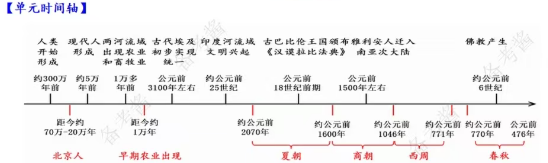 【单元时间轴】
人类 现代人 两河流域 古代埃及 印度河流域 古巴比伦王国颁布 雅利安人迁入 佛教产生
开始 形成 出现农业 初步实现 文明兴起 《汉谟拉比法典》 南亚次大陆
形成 和畜牧业 统一
约300万 约5万 1万多 公元前 约公元前 公元前 约公元前 约公元前
年前 年前 年前 3100年左右 25世纪 18世纪前期 1500年左右 6世纪
距今约 距今约 约公元前 约公元前 公元前 公元前 公元前 公元前
70万-20万年 1万年 2070年 1600年 1046年 771年 770年 476年
北京人 早期农业出现 夏朝 商朝 西周 春秋
备考酱
备考酱
备考酱